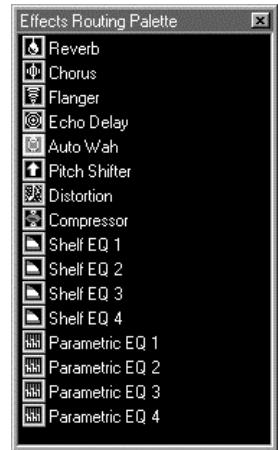 Effects Routing Palette
Reverb
Chorus
Flanger
Echo Delay
Auto Wah
Pitch Shifter
Distortion
Compressor
Shelf EQ 1
Shelf EQ 2
Shelf EQ 3
Shelf EQ 4
Parametric EQ 1
Parametric EQ 2
Parametric EQ 3
Parametric EQ 4